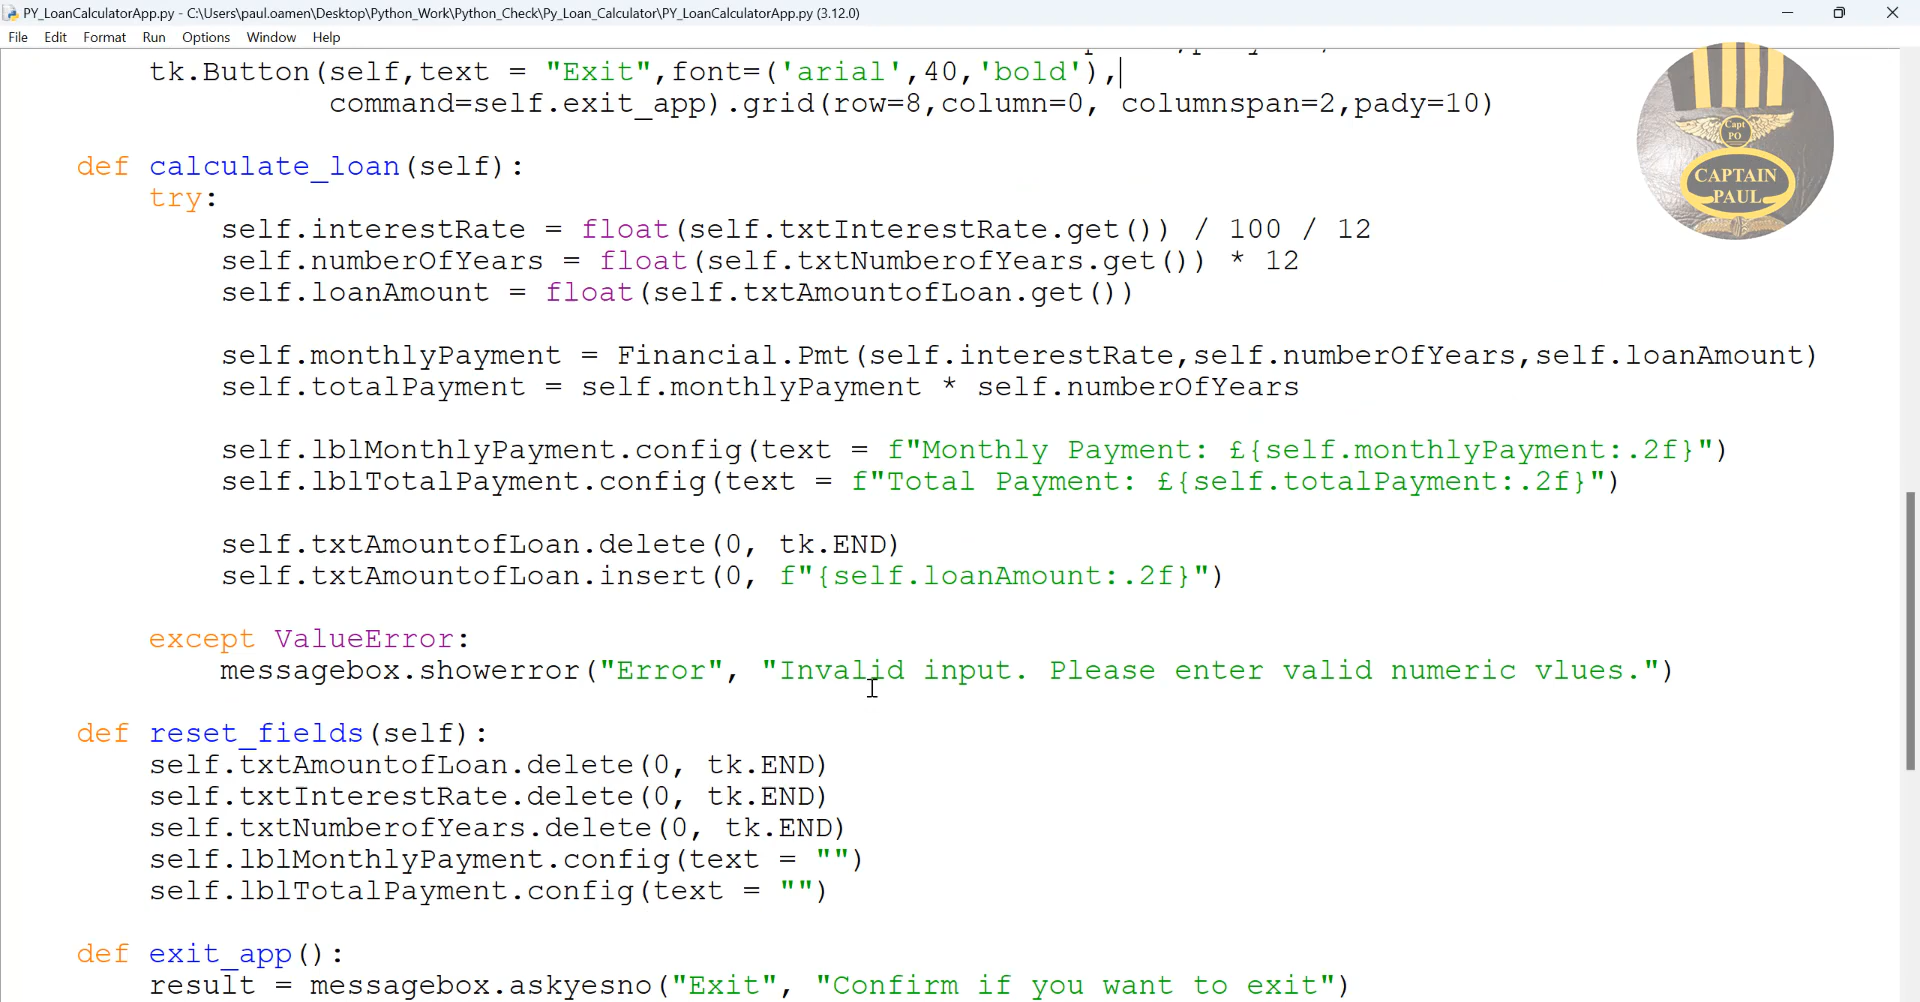 PY_LoanCalculatorApp.py - C:\Users\paul.oamen\Desktop\Python_Work\Python_Check\Py_Loan_Calculator\PY_LoanCalculatorApp.py (3.12.0)
File Edit Format Run Options Window Help
tk.Button(self,text = "Exit",font=('arial',40,'bold'),
command=self.exit_app).grid(row=8,column=0, columnspan=2,pady=10)
Capt
PO
CAPTAIN
PAUL
def calculate_loan(self):
try:
self.interestRate = float(self.txtInterestRate.get()) / 100 / 12
self.numberOfYears = float(self.txtNumberofYears.get()) * 12
self.loanAmount = float(self.txtAmountofLoan.get())
self.monthlyPayment = Financial.Pmt(self.interestRate,self.numberOfYears,self.loanAmount)
self.totalPayment = self.monthlyPayment * self.numberOfYears
self.lblMonthlyPayment.config(text = f"Monthly Payment: £{self.monthlyPayment:.2f}")
self.lblTotalPayment.config(text = f"Total Payment: £{self.totalPayment:.2f}")
self.txtAmountofLoan.delete(0, tk.END)
self.txtAmountofLoan.insert(0, f"{self.loanAmount:.2f}")
except ValueError:
messagebox.showerror("Error", "Invalid input. Please enter valid numeric vlues.")
def reset_fields(self):
self.txtAmountofLoan.delete(0, tk.END)
self.txtInterestRate.delete(0, tk.END)
self.txtNumberofYears.delete(0, tk.END)
self.lblMonthlyPayment.config(text = "")
self.lblTotalPayment.config(text = "")
def exit_app():
result = messagebox.askyesno("Exit", "Confirm if you want to exit")